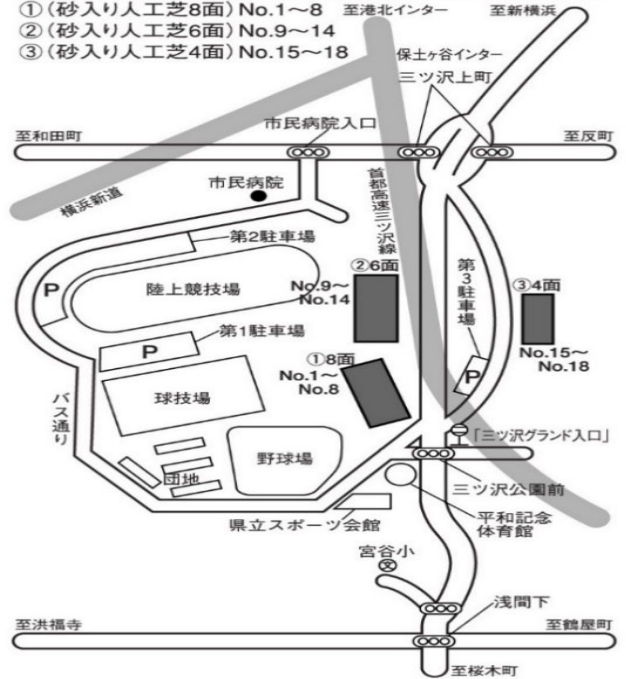 ①(砂入り人工芝8面)No.1〜8
②(砂入り人工芝6面)No.9〜14
③(砂入り人工芝4面)No.15〜18
至港北インター
至新横浜
保土ヶ谷インター
三ツ沢上町
市民病院入口
至和田町
至反町
市民病院
横浜新道
首都高速三ツ沢線
第2駐車場
②6面
No.9〜
No.14
第3駐車場
③4面
P
陸上競技場
第1駐車場
P
No.15〜
No.18
①8面
No.1〜
No.8
P
球技場
バス通り
「三ツ沢グランド入口」
野球場
団地
三ツ沢公園前
県立スポーツ会館
平和記念
体育館
宮谷小
文
浅間下
至洪福寺
至鶴屋町
至桜木町